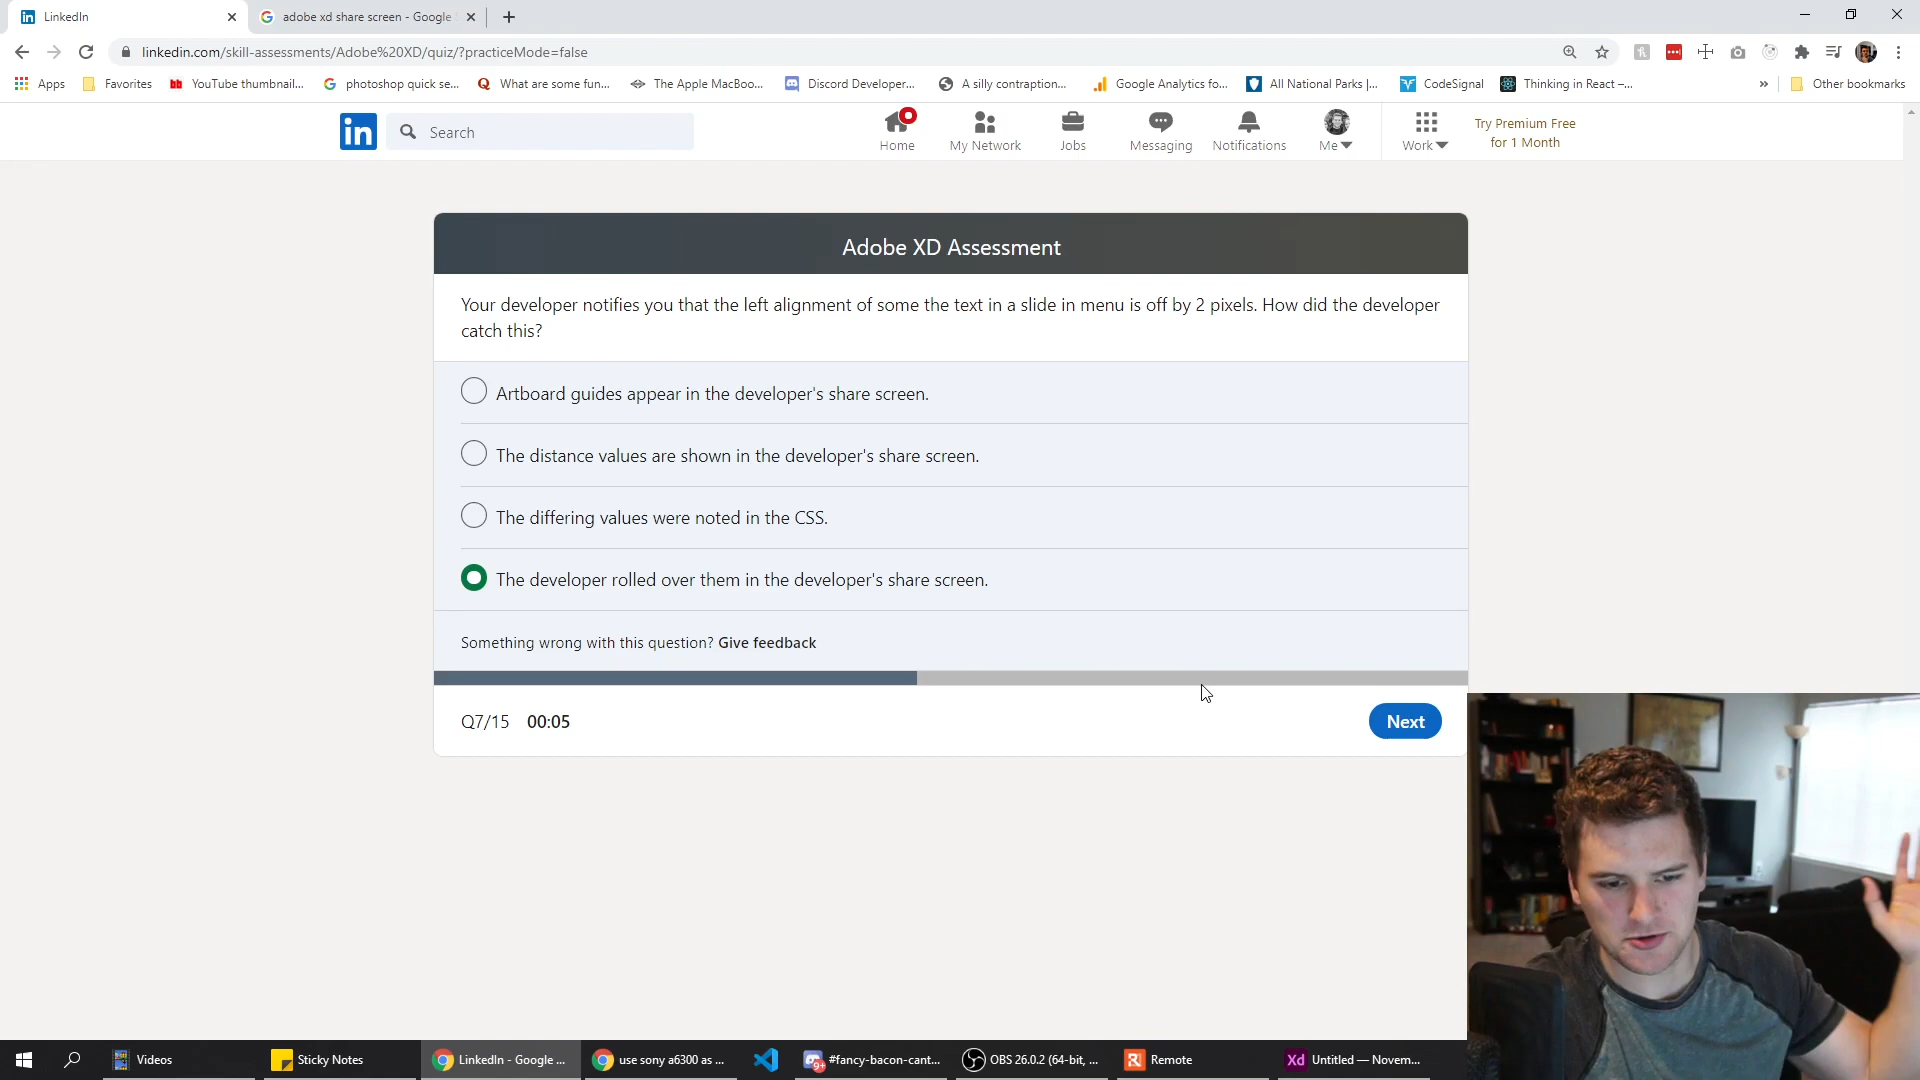 LinkedIn
adobe xd share screen - Google
linkedin.com/skill-assessments/Adobe%20XD/quiz/?practiceMode=false
Apps
Favorites
YouTube thumbnail...
photoshop quick se...
What are some fun...
The Apple MacBoo...
Discord Developer...
A silly contraption...
Google Analytics fo...
All National Parks |...
CodeSignal
Thinking in React –...
»
Other bookmarks
in
Search
Home
My Network
Jobs
Messaging
Notifications
Me
Work
Try Premium Free
for 1 Month
Adobe XD Assessment
Your developer notifies you that the left alignment of some the text in a slide in menu is off by 2 pixels. How did the developer
catch this?
Artboard guides appear in the developer's share screen.
The distance values are shown in the developer's share screen.
The differing values were noted in the CSS.
The developer rolled over them in the developer's share screen.
Something wrong with this question? Give feedback
Q7/15 00:05
Next
Videos
Sticky Notes
LinkedIn - Google ...
use sony a6300 as ...
9+
#fancy-bacon-cant...
OBS 26.0.2 (64-bit, ...
Remote
Xd
Untitled — Novem...